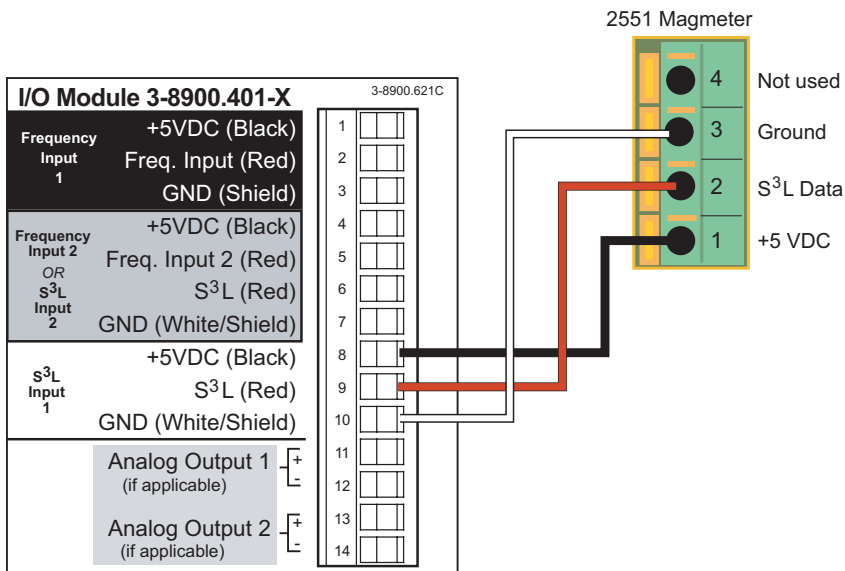 2551 Magmeter
4 Not used
3 Ground
2 S³L Data
1 +5 VDC
I/O Module 3-8900.401-X
3-8900.621C
Frequency
Input
1
+5VDC (Black)
Freq. Input (Red)
GND (Shield)
Frequency
Input 2
OR
S³L
Input
2
+5VDC (Black)
Freq. Input 2 (Red)
S³L (Red)
GND (White/Shield)
S³L
Input
1
+5VDC (Black)
S³L (Red)
GND (White/Shield)
Analog Output 1 + -
(if applicable)
Analog Output 2 + -
(if applicable)
1
2
3
4
5
6
7
8
9
10
11
12
13
14